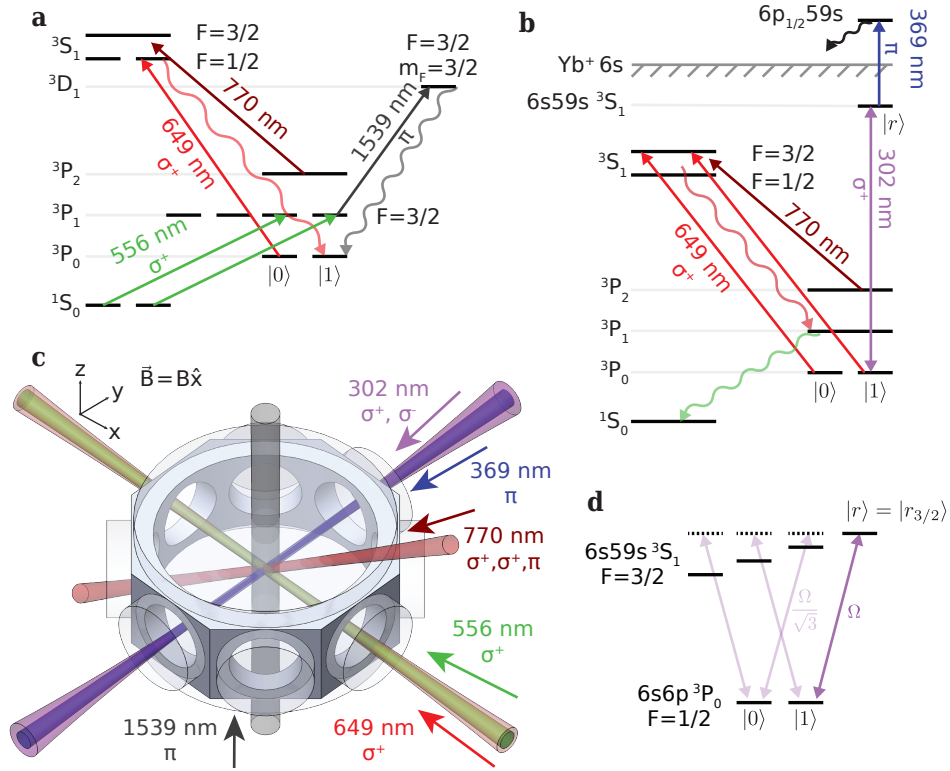 a
³S₁
F=3/2
F=1/2
³D₁
F=3/2
m_F=3/2
770 nm
1539 nm
π
649 nm
σ⁺
³P₂
³P₁
F=3/2
556 nm
σ⁺
³P₀
|0⟩
|1⟩
¹S₀
b
6p₁/₂59s
369 nm
π
Yb⁺ 6s
6s59s ³S₁
|r⟩
302 nm
σ⁺
³S₁
F=3/2
F=1/2
770 nm
649 nm
σ⁺
³P₂
³P₁
³P₀
|0⟩
|1⟩
¹S₀
c
z
y
x
B⃗=Bx̂
302 nm
σ⁺, σ⁻
369 nm
π
770 nm
σ⁺,σ⁺,π
556 nm
σ⁺
649 nm
σ⁺
1539 nm
π
d
|r⟩ = |r₃/₂⟩
6s59s ³S₁
F=3/2
Ω/√3
Ω
6s6p ³P₀
F=1/2
|0⟩
|1⟩